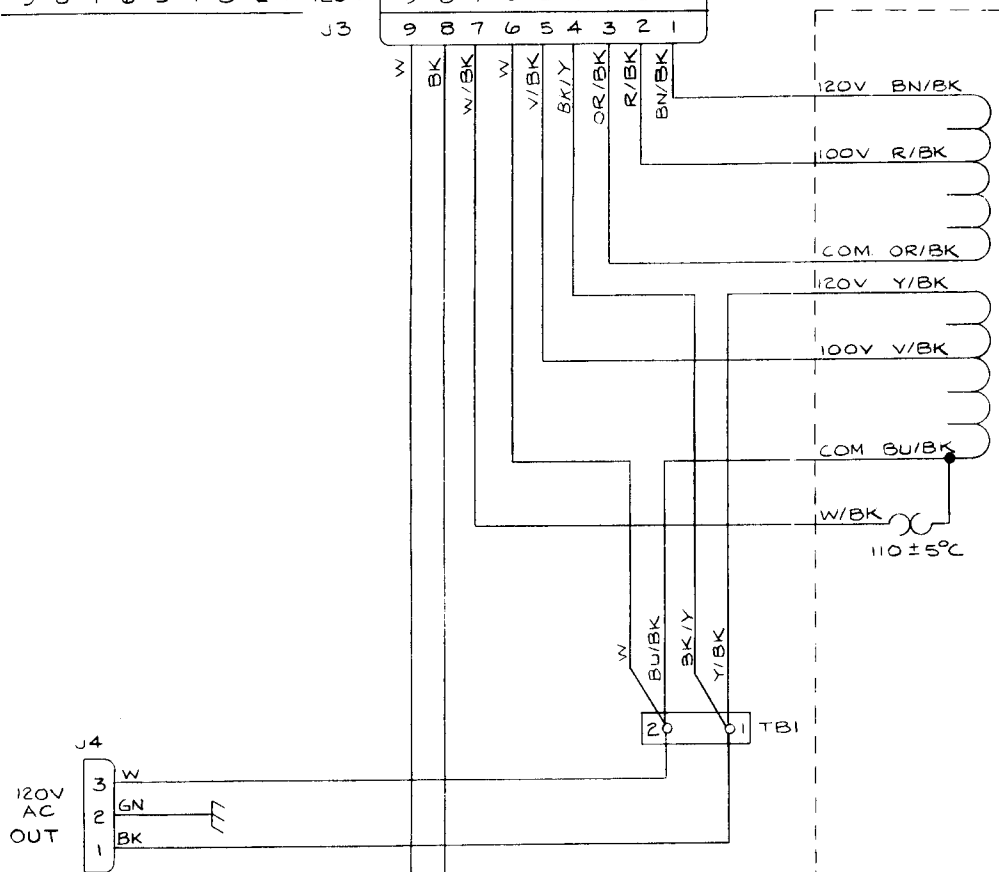 J3
9 8 7 6 5 4 3 2 1
W
BK
W/BK
W
V/BK
BK/Y
OR/BK
R/BK
BN/BK
120V BN/BK
100V R/BK
COM. OR/BK
120V Y/BK
100V V/BK
COM BU/BK
W/BK
110 ± 5°C
W
BU/BK
BK/Y
Y/BK
2 1 TB1
J4
120V
AC
OUT
3 W
2 GN
1 BK